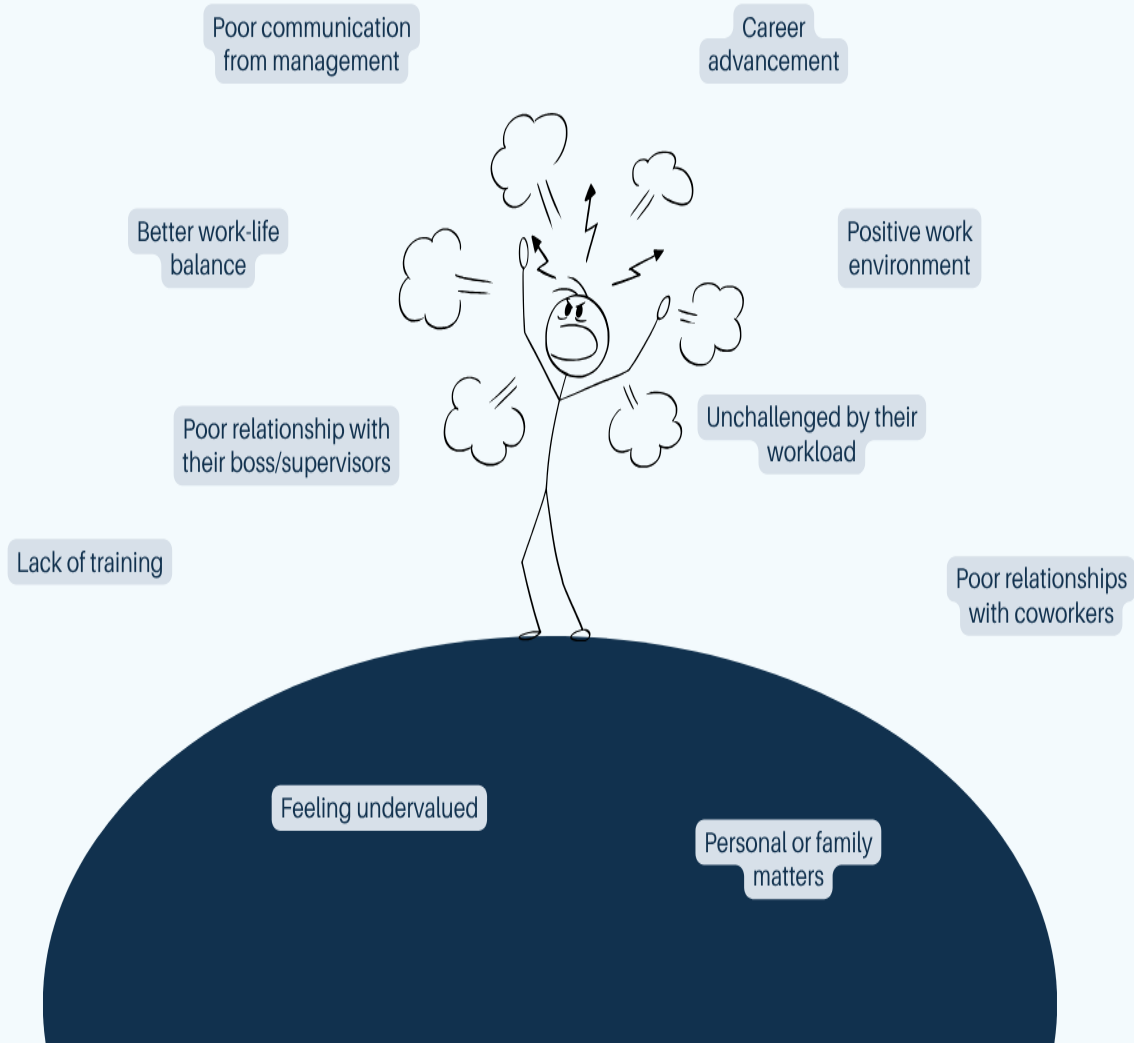 Poor communication
from management
Career
advancement
Better work-life
balance
Positive work
environment
Poor relationship with
their boss/supervisors
Unchallenged by their
workload
Lack of training
Poor relationships
with coworkers
Feeling undervalued
Personal or family
matters